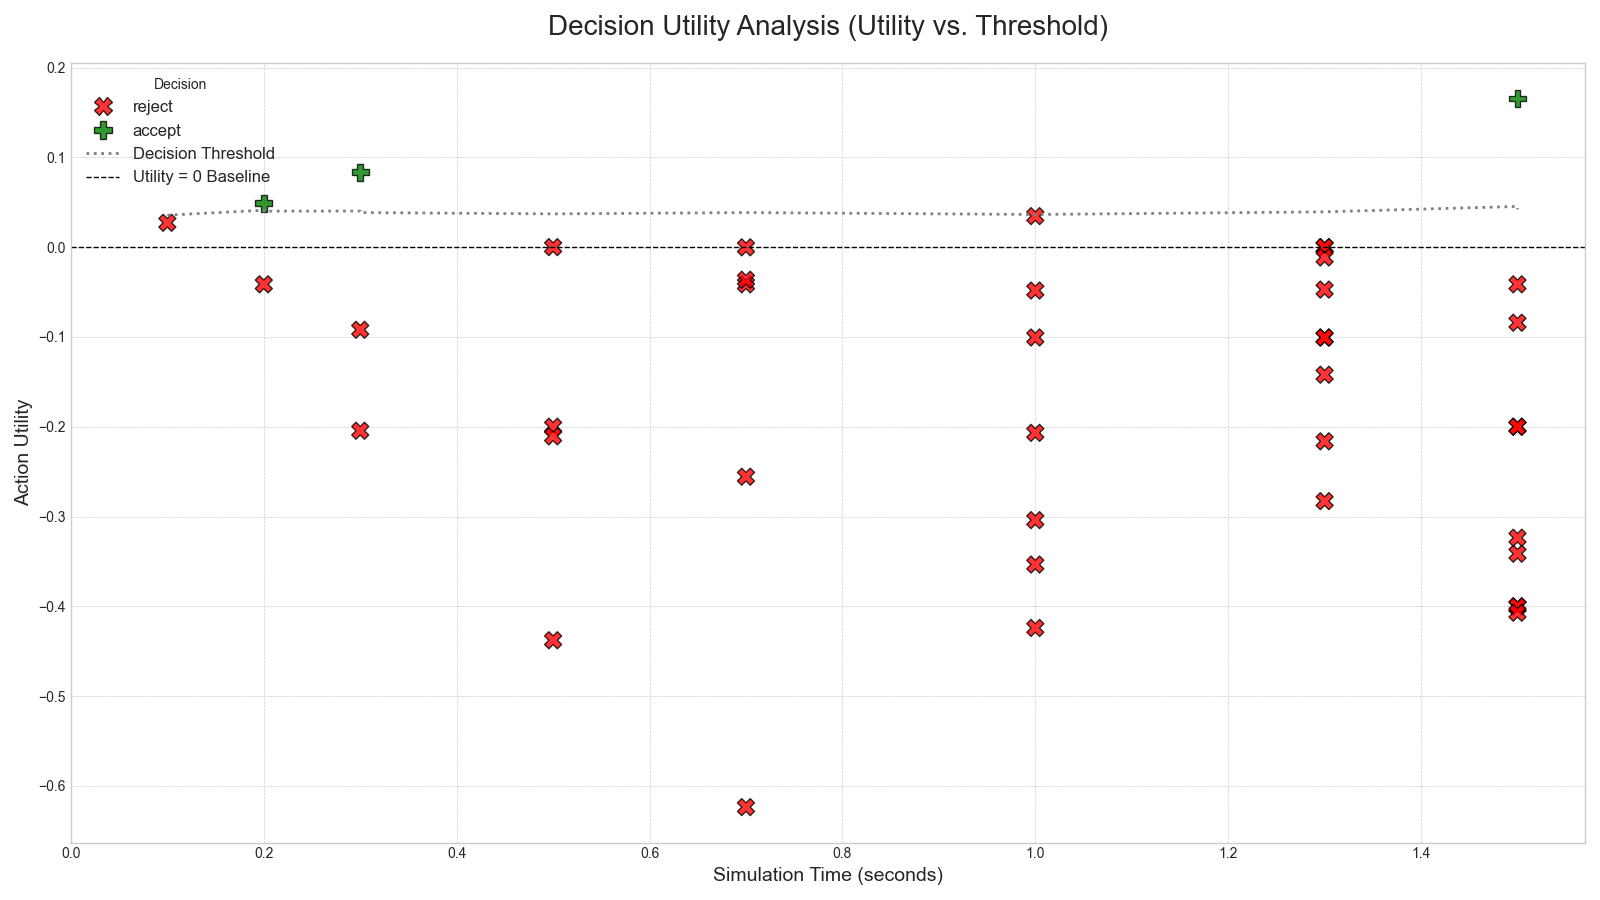 Decision Utility Analysis (Utility vs. Threshold)
Decision
reject
accept
Decision Threshold
Utility = 0 Baseline
Action Utility
0.2
0.1
0.0
−0.1
−0.2
−0.3
−0.4
−0.5
−0.6
0.0 0.2 0.4 0.6 0.8 1.0 1.2 1.4
Simulation Time (seconds)